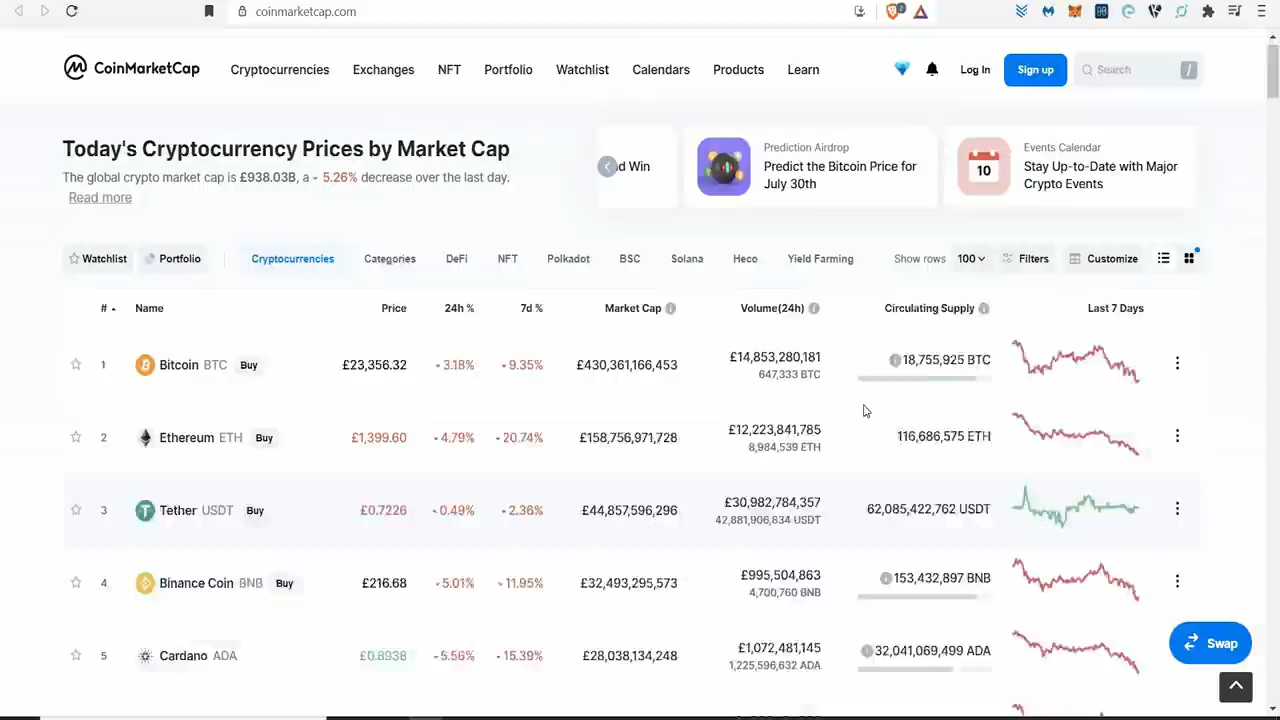 coinmarketcap.com
CoinMarketCap Cryptocurrencies Exchanges NFT Portfolio Watchlist Calendars Products Learn Log In Sign up Search /
Today's Cryptocurrency Prices by Market Cap
The global crypto market cap is £938.03B, a 5.26% decrease over the last day.
Read more
d Win
Prediction Airdrop
Predict the Bitcoin Price for
July 30th
10
Events Calendar
Stay Up-to-Date with Major
Crypto Events
Watchlist Portfolio Cryptocurrencies Categories DeFi NFT Polkadot BSC Solana Heco Yield Farming Show rows 100 Filters Customize
# Name Price 24h % 7d % Market Cap Volume(24h) Circulating Supply Last 7 Days
1 Bitcoin BTC Buy £23,356.32 3.18% 9.35% £430,361,166,453 £14,853,280,181 18,755,925 BTC
647,333 BTC
2 Ethereum ETH Buy £1,399.60 4.79% 20.74% £158,756,971,728 £12,223,841,785 116,686,575 ETH
8,984,539 ETH
3 Tether USDT Buy £0.7226 0.49% 2.36% £44,857,596,296 £30,982,784,357 62,085,422,762 USDT
42,881,906,834 USDT
4 Binance Coin BNB Buy £216.68 5.01% 11.95% £32,493,295,573 £995,504,863 153,432,897 BNB
4,700,760 BNB
5 Cardano ADA £0.8938 5.56% 15.39% £28,038,134,248 £1,072,481,145 32,041,069,499 ADA
1,225,596,632 ADA
Swap